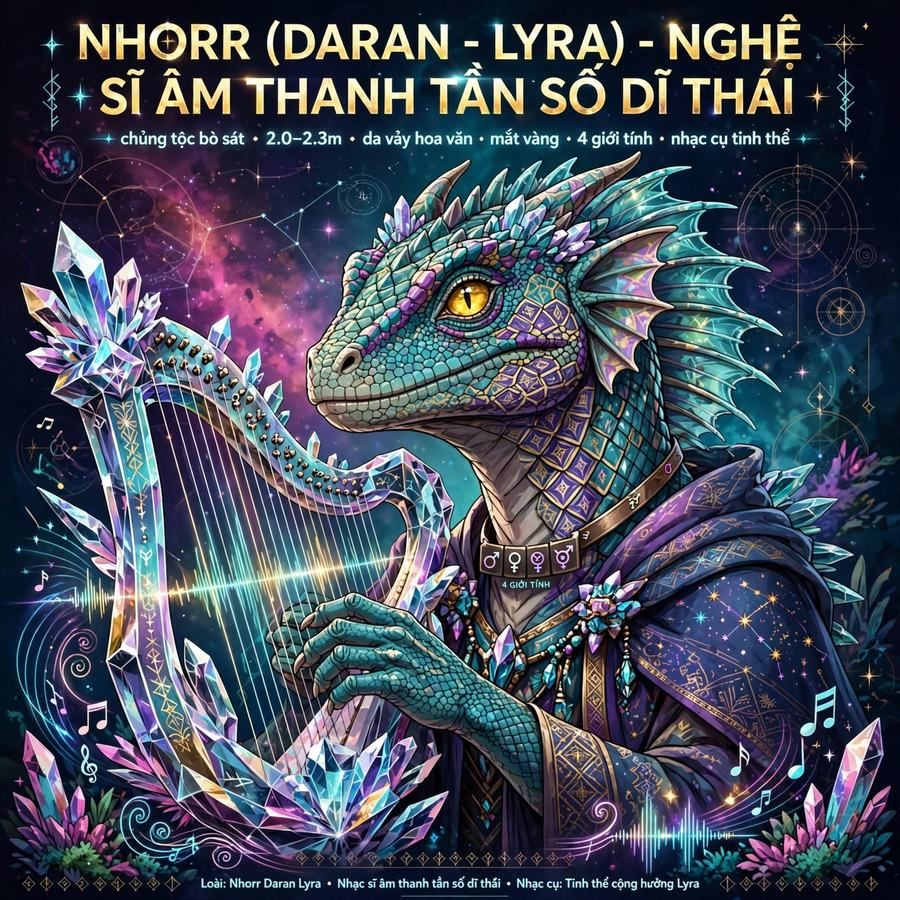 NHORR (DARAN - LYRA) - NGHỆ
SĨ ÂM THANH TẦN SỐ DĨ THÁI
chủng tộc bò sát • 2.0–2.3m • da vảy hoa văn • mắt vàng • 4 giới tính • nhạc cụ tinh thể
4 GIỚI TÍNH
Loài: Nhorr Daran Lyra • Nhạc sĩ âm thanh tần số dĩ thái • Nhạc cụ: Tinh thể cộng hưởng Lyra